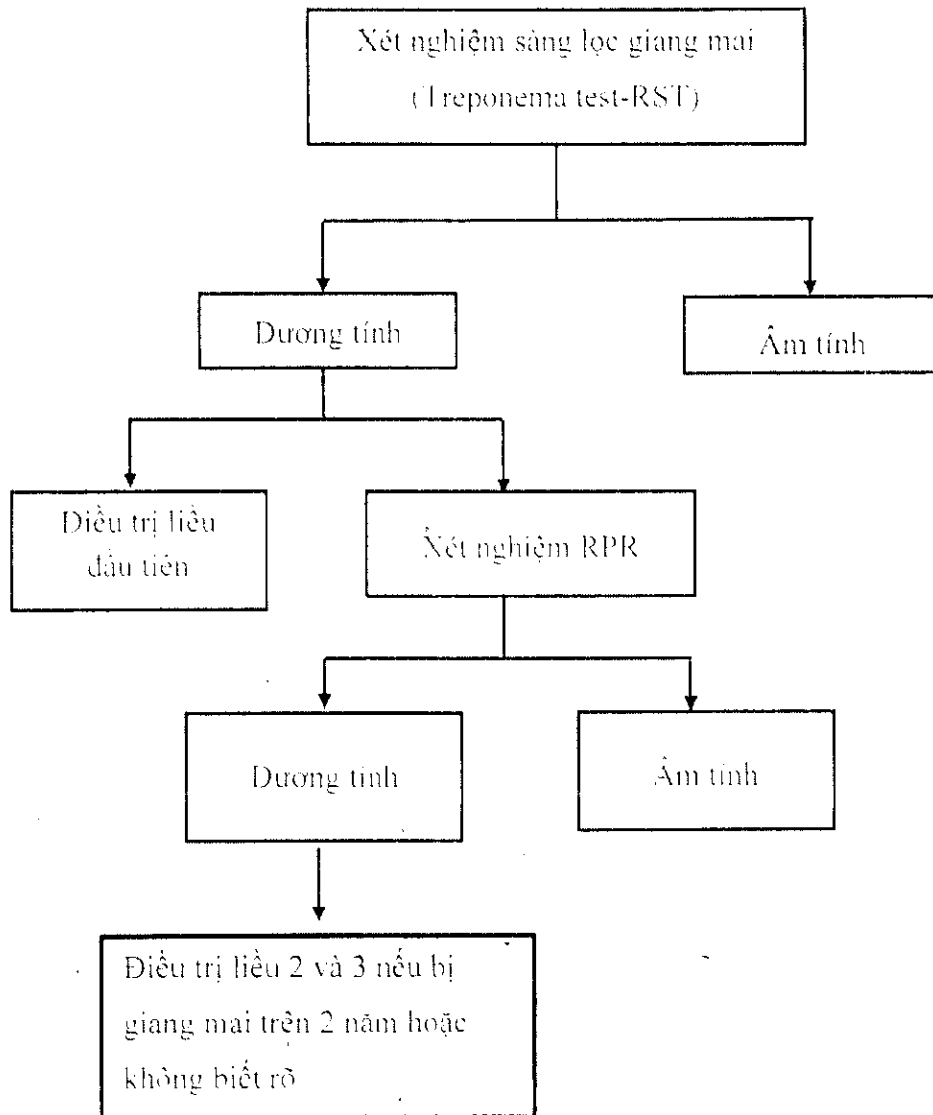 Xét nghiệm sàng lọc giang mai
(Treponema test-RST)
Dương tính
Âm tính
Điều trị liều
đầu tiên
Xét nghiệm RPR
Dương tính
Âm tính
Điều trị liều 2 và 3 nếu bị
giang mai trên 2 năm hoặc
không biết rõ